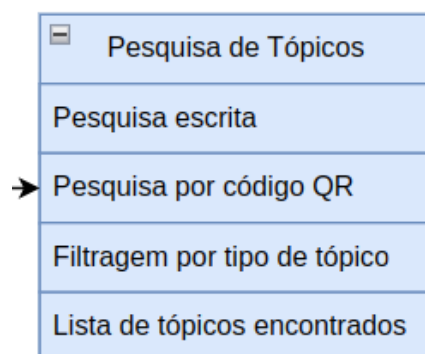 Pesquisa de Tópicos
Pesquisa escrita
Pesquisa por código QR
Filtragem por tipo de tópico
Lista de tópicos encontrados